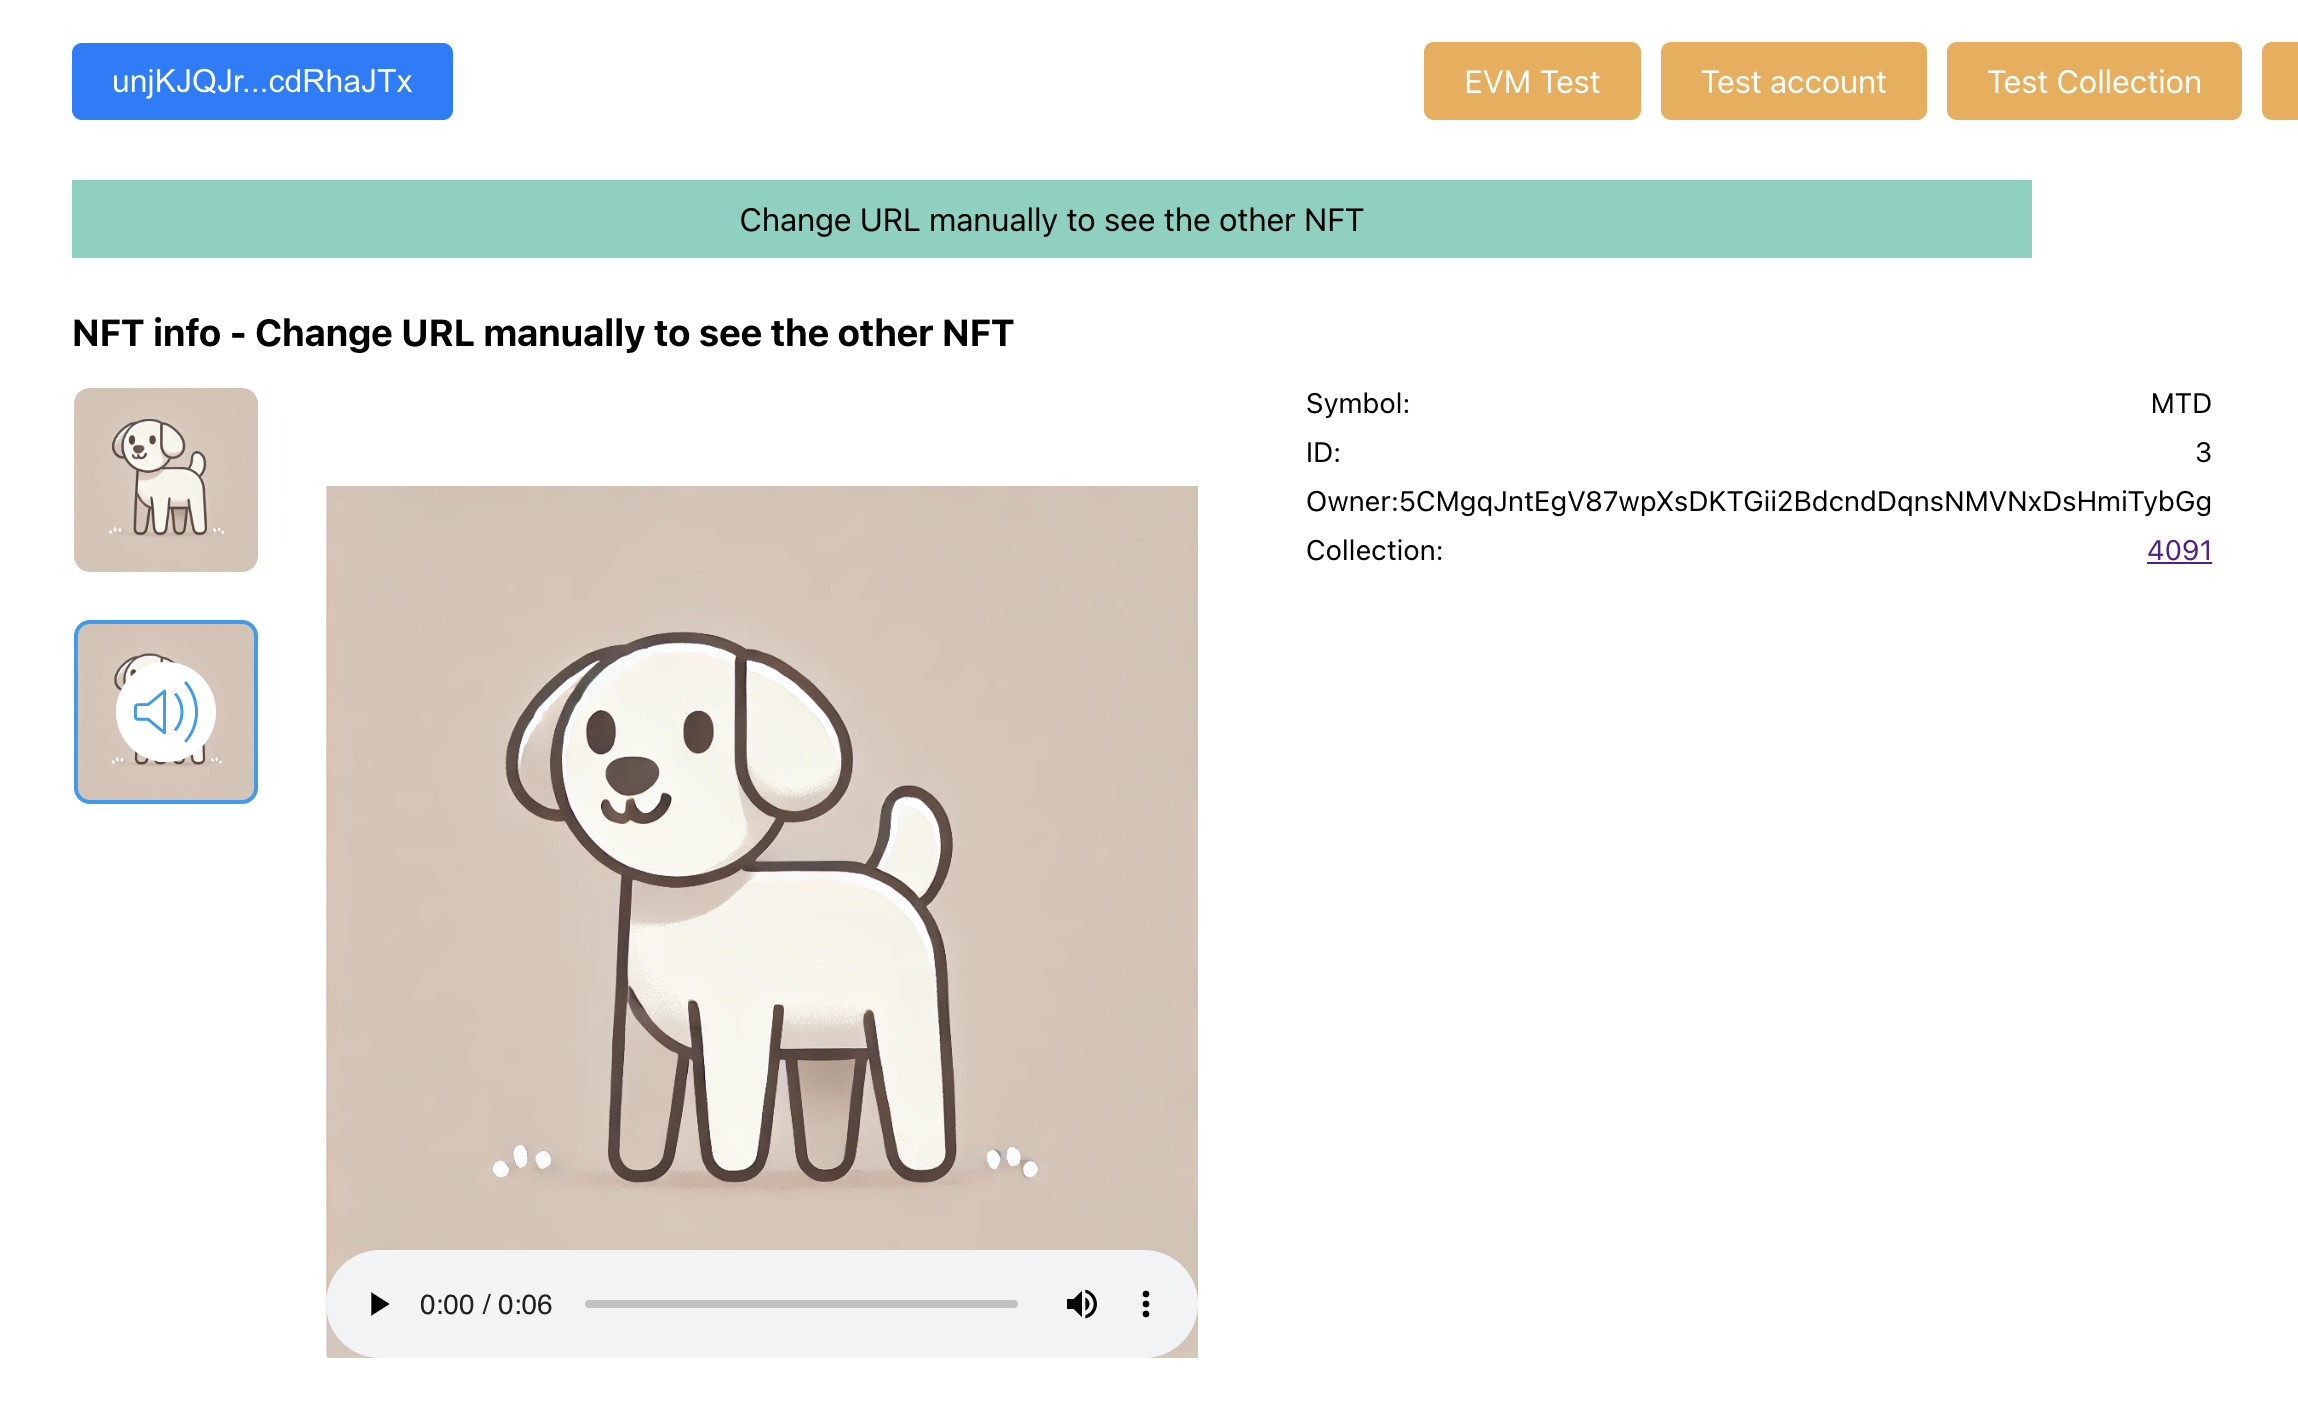 unjKJQJr...cdRhaJTx
EVM Test
Test account
Test Collection
Change URL manually to see the other NFT
NFT info - Change URL manually to see the other NFT
Symbol: MTD
ID: 3
Owner:5CMgqJntEgV87wpXsDKTGii2BdcndDqnsNMVNxDsHmiTybGg
Collection: 4091
0:00 / 0:06